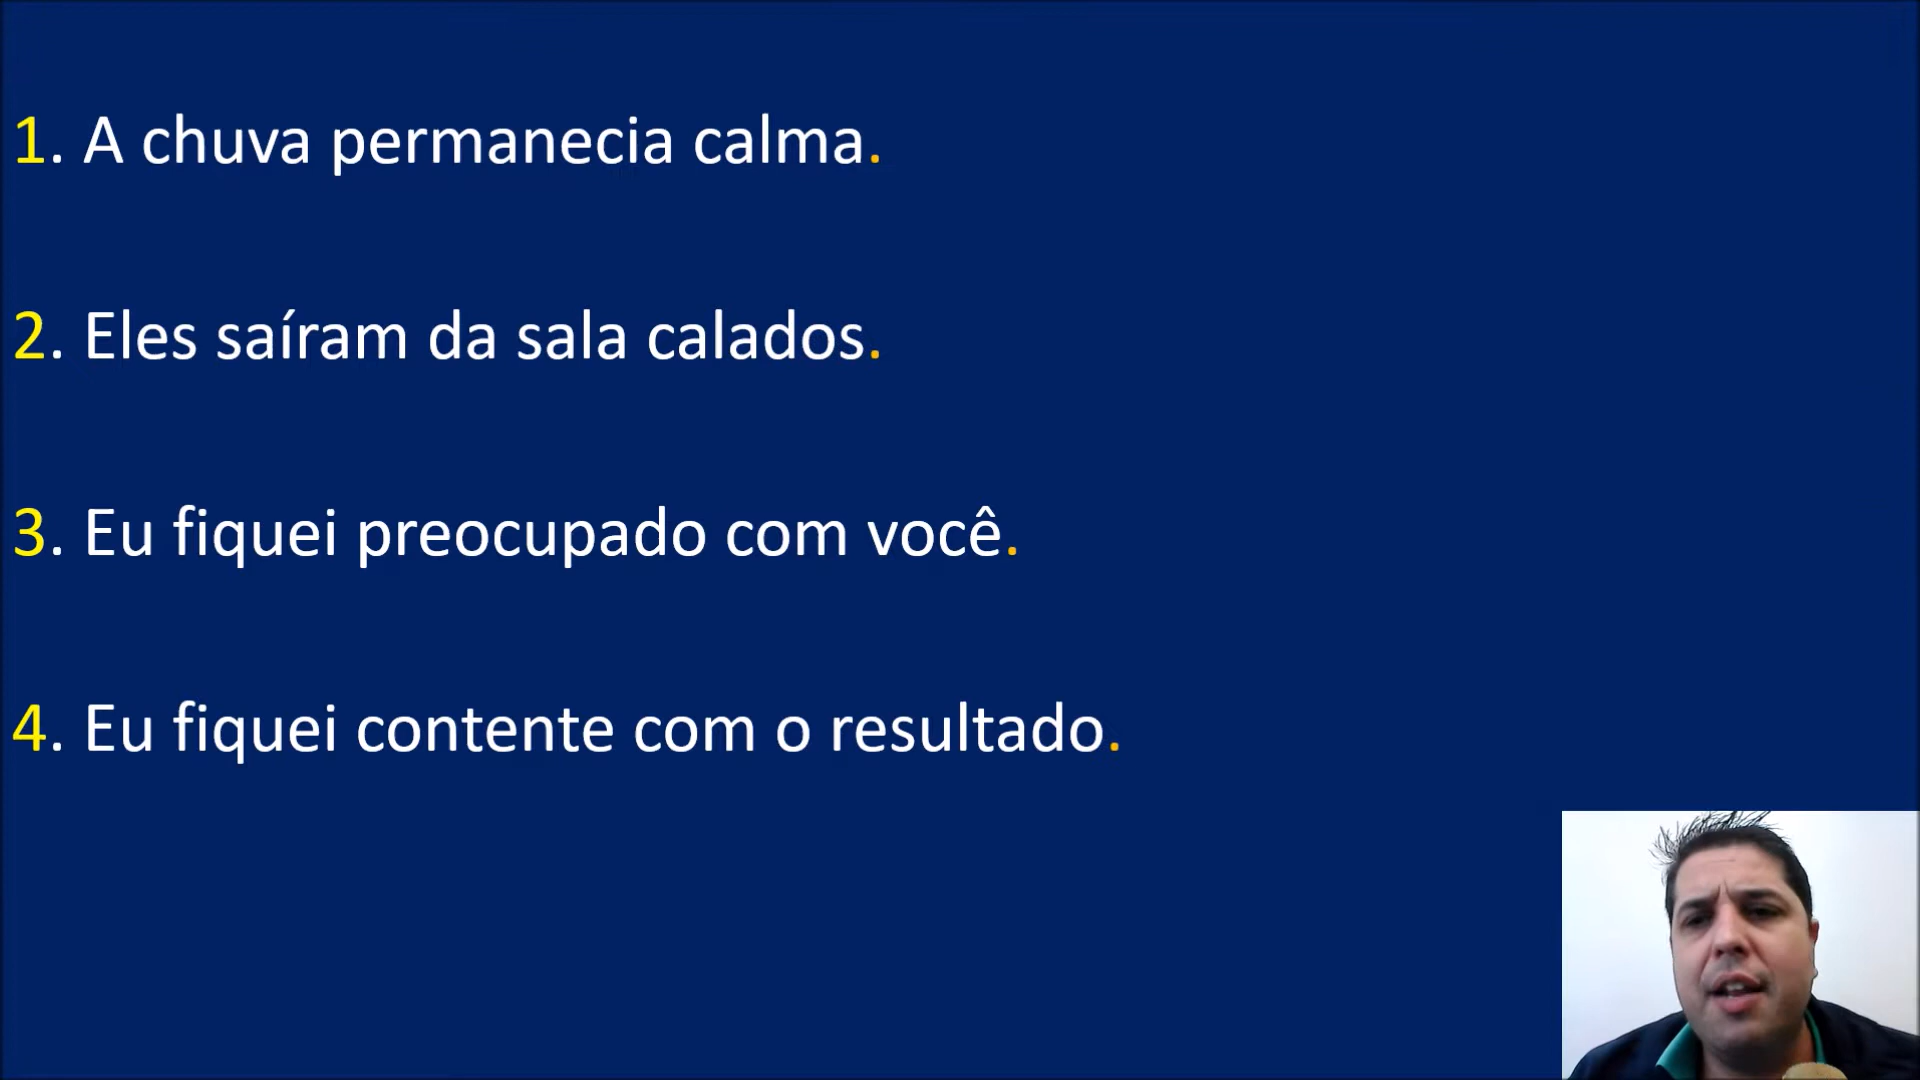 1. A chuva permanecia calma.
2. Eles saíram da sala calados.
3. Eu fiquei preocupado com você.
4. Eu fiquei contente com o resultado.